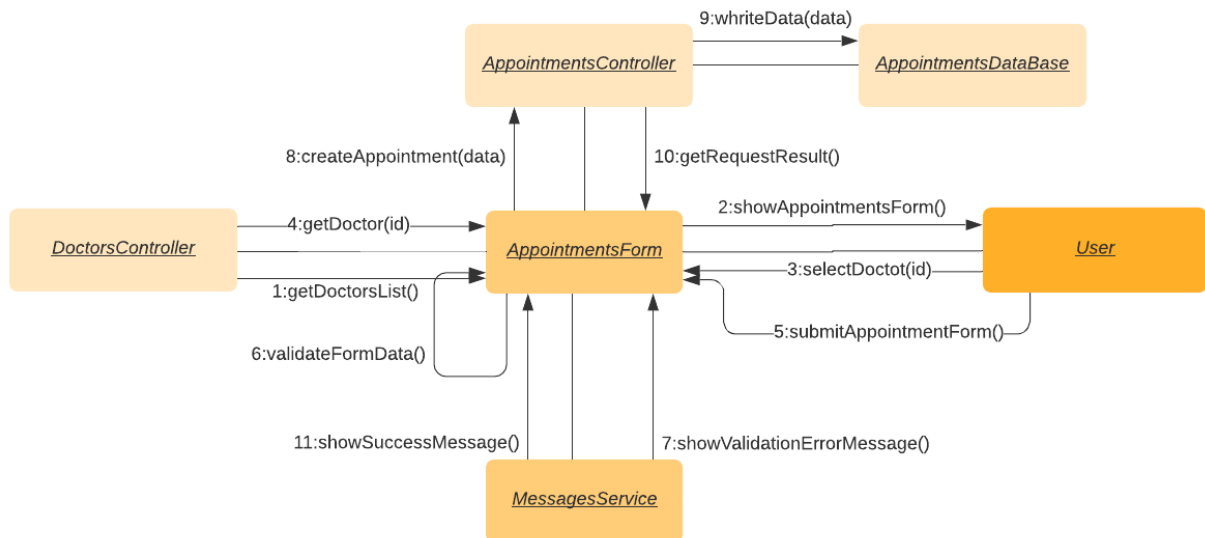 9:whriteData(data)
AppointmentsController
AppointmentsDataBase
8:createAppointment(data)
10:getRequestResult()
2:showAppointmentsForm()
4:getDoctor(id)
DoctorsController
AppointmentsForm
User
3:selectDoctot(id)
1:getDoctorsList()
5:submitAppointmentForm()
6:validateFormData()
11:showSuccessMessage()
7:showValidationErrorMessage()
MessagesService